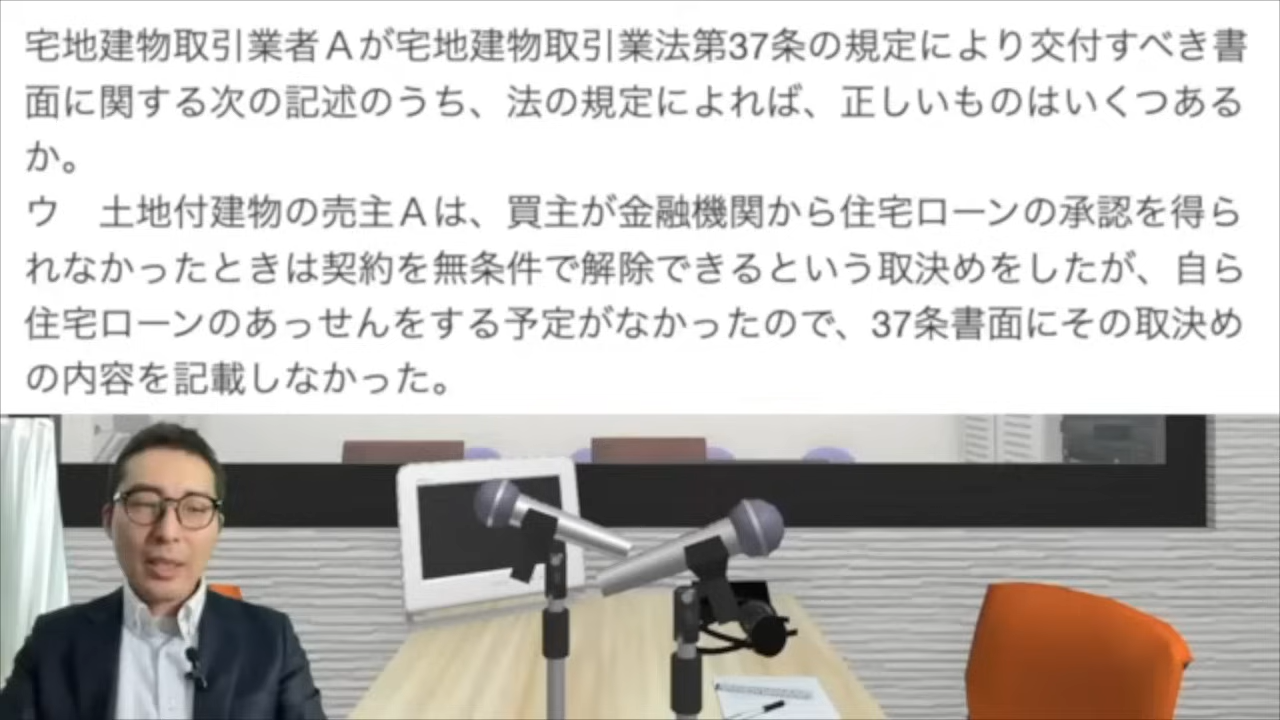 宅地建物取引業者Ａが宅地建物取引業法第37条の規定により交付すべき書
面に関する次の記述のうち、法の規定によれば、正しいものはいくつある
か。
ウ　土地付建物の売主Ａは、買主が金融機関から住宅ローンの承認を得ら
れなかったときは契約を無条件で解除できるという取決めをしたが、自ら
住宅ローンのあっせんをする予定がなかったので、37条書面にその取決め
の内容を記載しなかった。